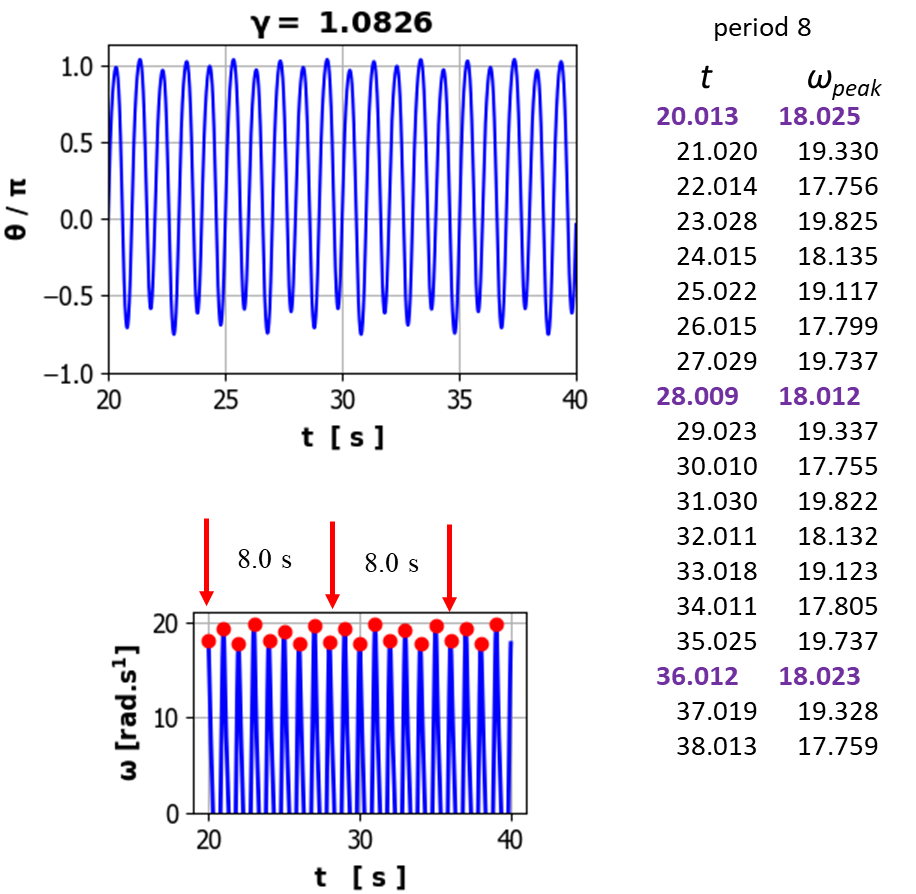 γ = 1.0826
1.0
0.5
0.0
−0.5
−1.0
θ / π
20 25 30 35 40
t [ s ]
8.0 s 8.0 s
20
10
0
ω [rad.s¹]
20 30 40
t [ s ]
period 8
t ω_peak
20.013 18.025
21.020 19.330
22.014 17.756
23.028 19.825
24.015 18.135
25.022 19.117
26.015 17.799
27.029 19.737
28.009 18.012
29.023 19.337
30.010 17.755
31.030 19.822
32.011 18.132
33.018 19.123
34.011 17.805
35.025 19.737
36.012 18.023
37.019 19.328
38.013 17.759